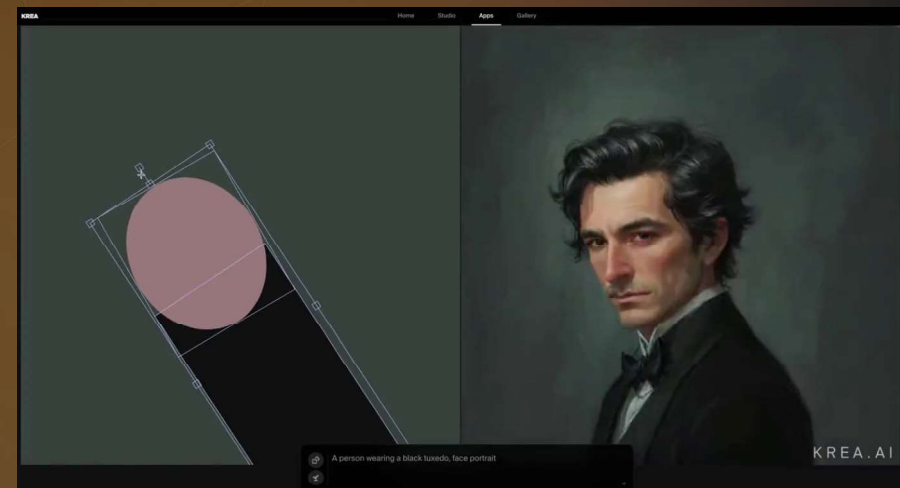 KREA
Home Studio Apps Gallery
A person wearing a black tuxedo, face portrait
KREA.AI